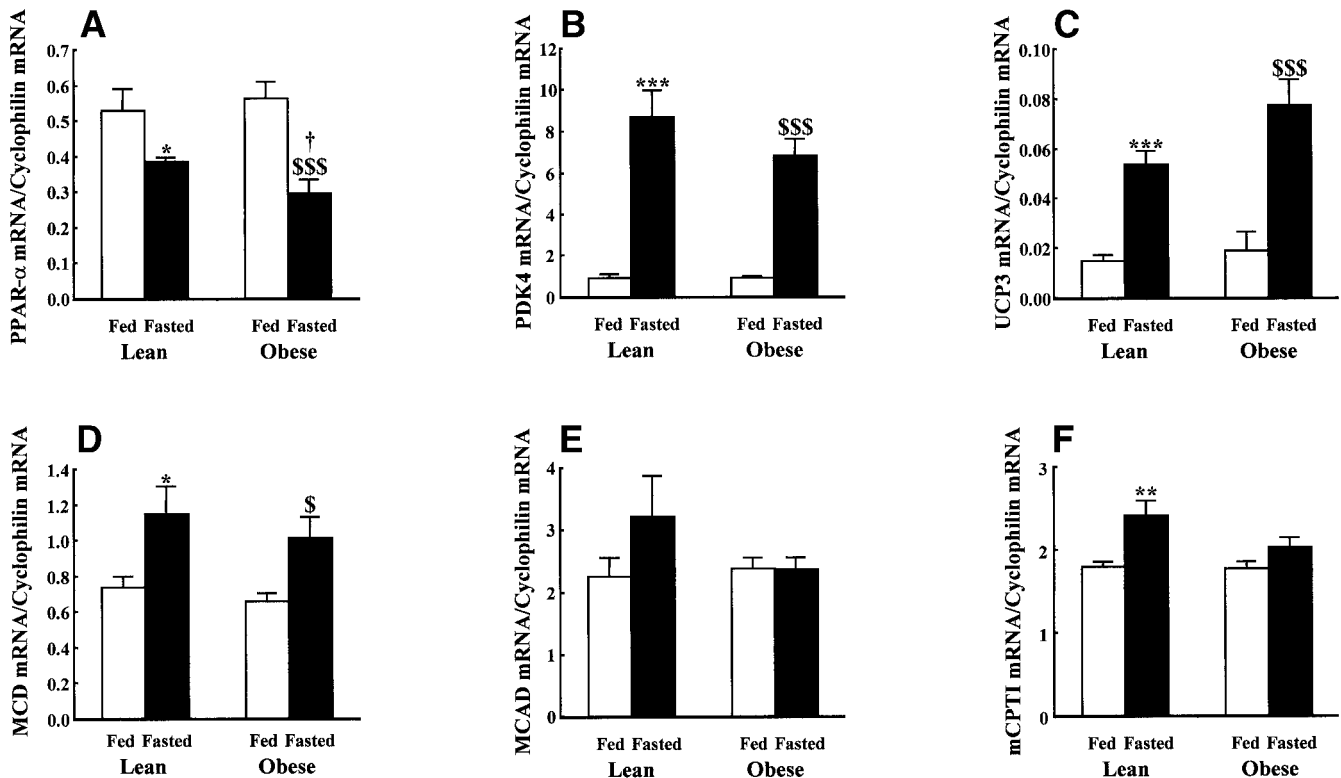 A
PPAR-α mRNA/Cyclophilin mRNA
0.7
0.6
0.5
0.4
0.3
0.2
0.1
0.0
*
†
$$$
Fed Fasted Fed Fasted
Lean Obese
B
PDK4 mRNA/Cyclophilin mRNA
12
10
8
6
4
2
0
***
$$$
Fed Fasted Fed Fasted
Lean Obese
C
UCP3 mRNA/Cyclophilin mRNA
0.10
0.08
0.06
0.04
0.02
0.00
***
$$$
Fed Fasted Fed Fasted
Lean Obese
D
MCD mRNA/Cyclophilin mRNA
1.4
1.2
1.0
0.8
0.6
0.4
0.2
0.0
*
$
Fed Fasted Fed Fasted
Lean Obese
E
MCAD mRNA/Cyclophilin mRNA
4
3
2
1
0
Fed Fasted Fed Fasted
Lean Obese
F
mCPTI mRNA/Cyclophilin mRNA
3
2
1
0
**
Fed Fasted Fed Fasted
Lean Obese